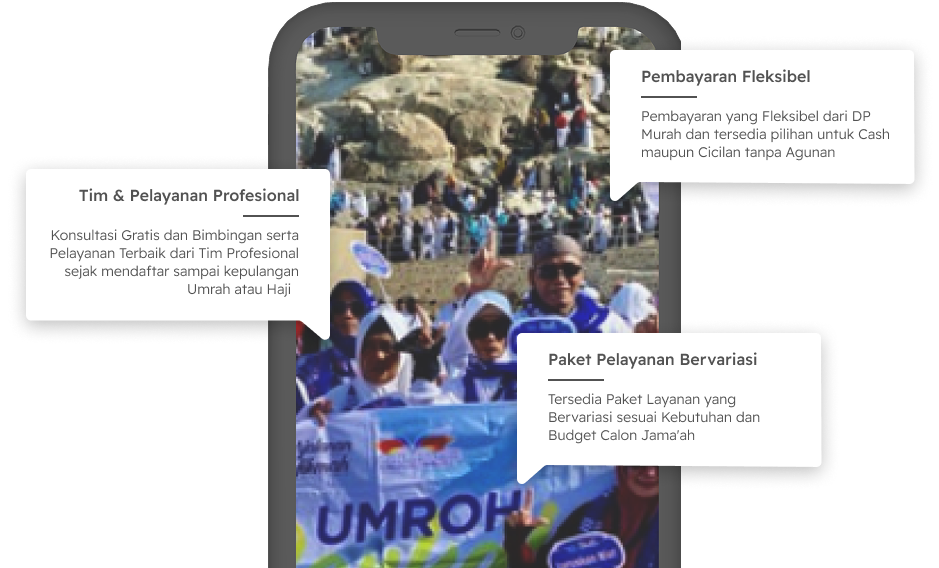 Pembayaran Fleksibel
Pembayaran yang Fleksibel dari DP
Murah dan tersedia pilihan untuk Cash
maupun Cicilan tanpa Agunan
Tim & Pelayanan Profesional
Konsultasi Gratis dan Bimbingan serta
Pelayanan Terbaik dari Tim Profesional
sejak mendaftar sampai kepulangan
Umrah atau Haji
Paket Pelayanan Bervariasi
Tersedia Paket Layanan yang
Bervariasi sesuai Kebutuhan dan
Budget Calon Jama'ah
UMROH